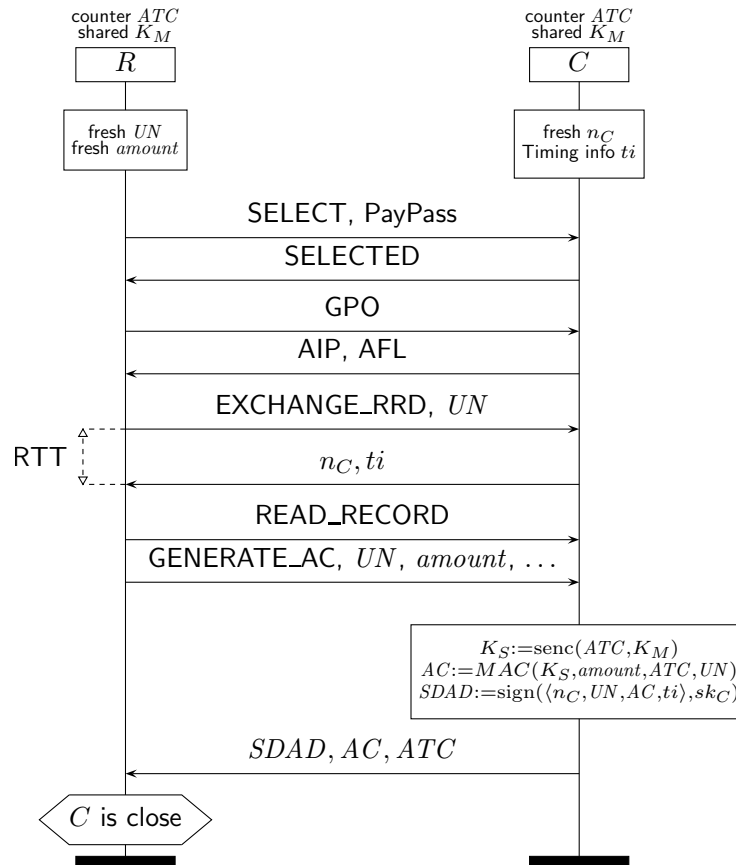 counter ATC
shared K_M
R
counter ATC
shared K_M
C
fresh UN
fresh amount
fresh n_C
Timing info ti
SELECT, PayPass
SELECTED
GPO
AIP, AFL
EXCHANGE_RRD, UN
RTT
n_C, ti
READ_RECORD
GENERATE_AC, UN, amount, ...
K_S:=senc(ATC,K_M)
AC:=MAC(K_S,amount,ATC,UN)
SDAD:=sign(⟨n_C,UN,AC,ti⟩,sk_C)
SDAD, AC, ATC
C is close